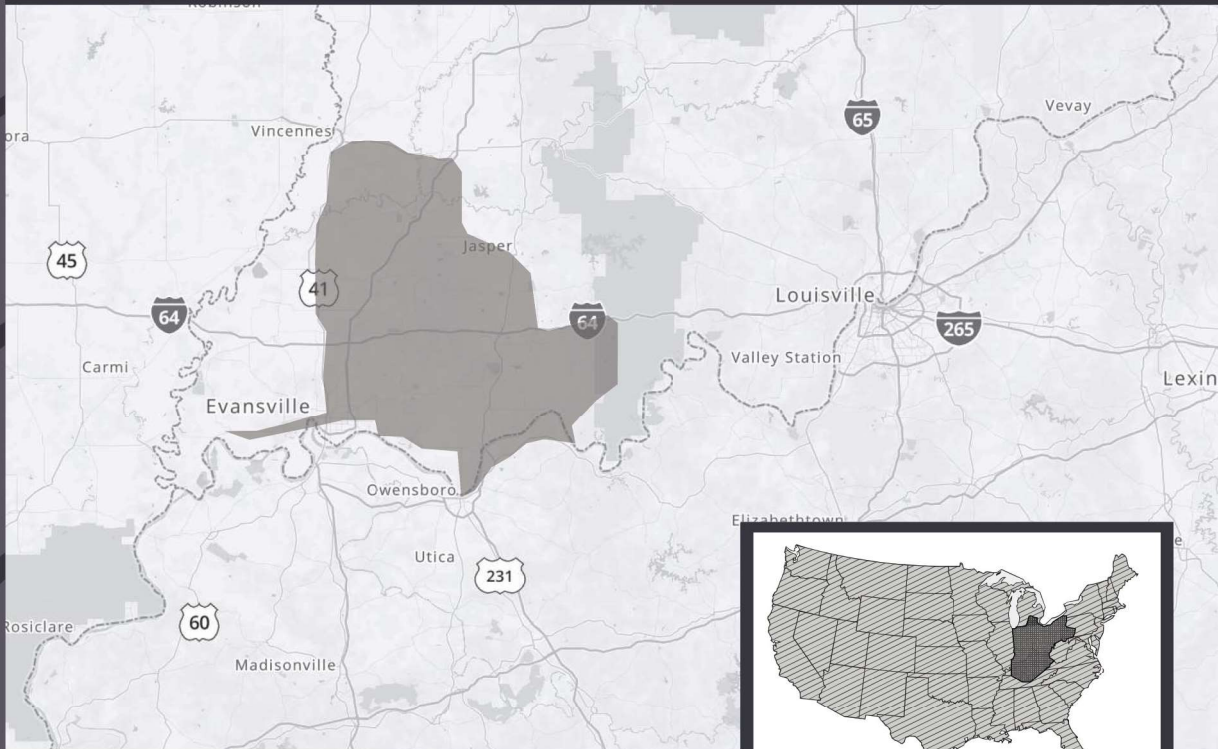 Vincennes
65
Vevay
ora
45
Jasper
41
64
64
Louisville
265
Carmi
Valley Station
Lexin
Evansville
Owensboro
Elizabethtown
Utica
231
60
Rosiclare
Madisonville